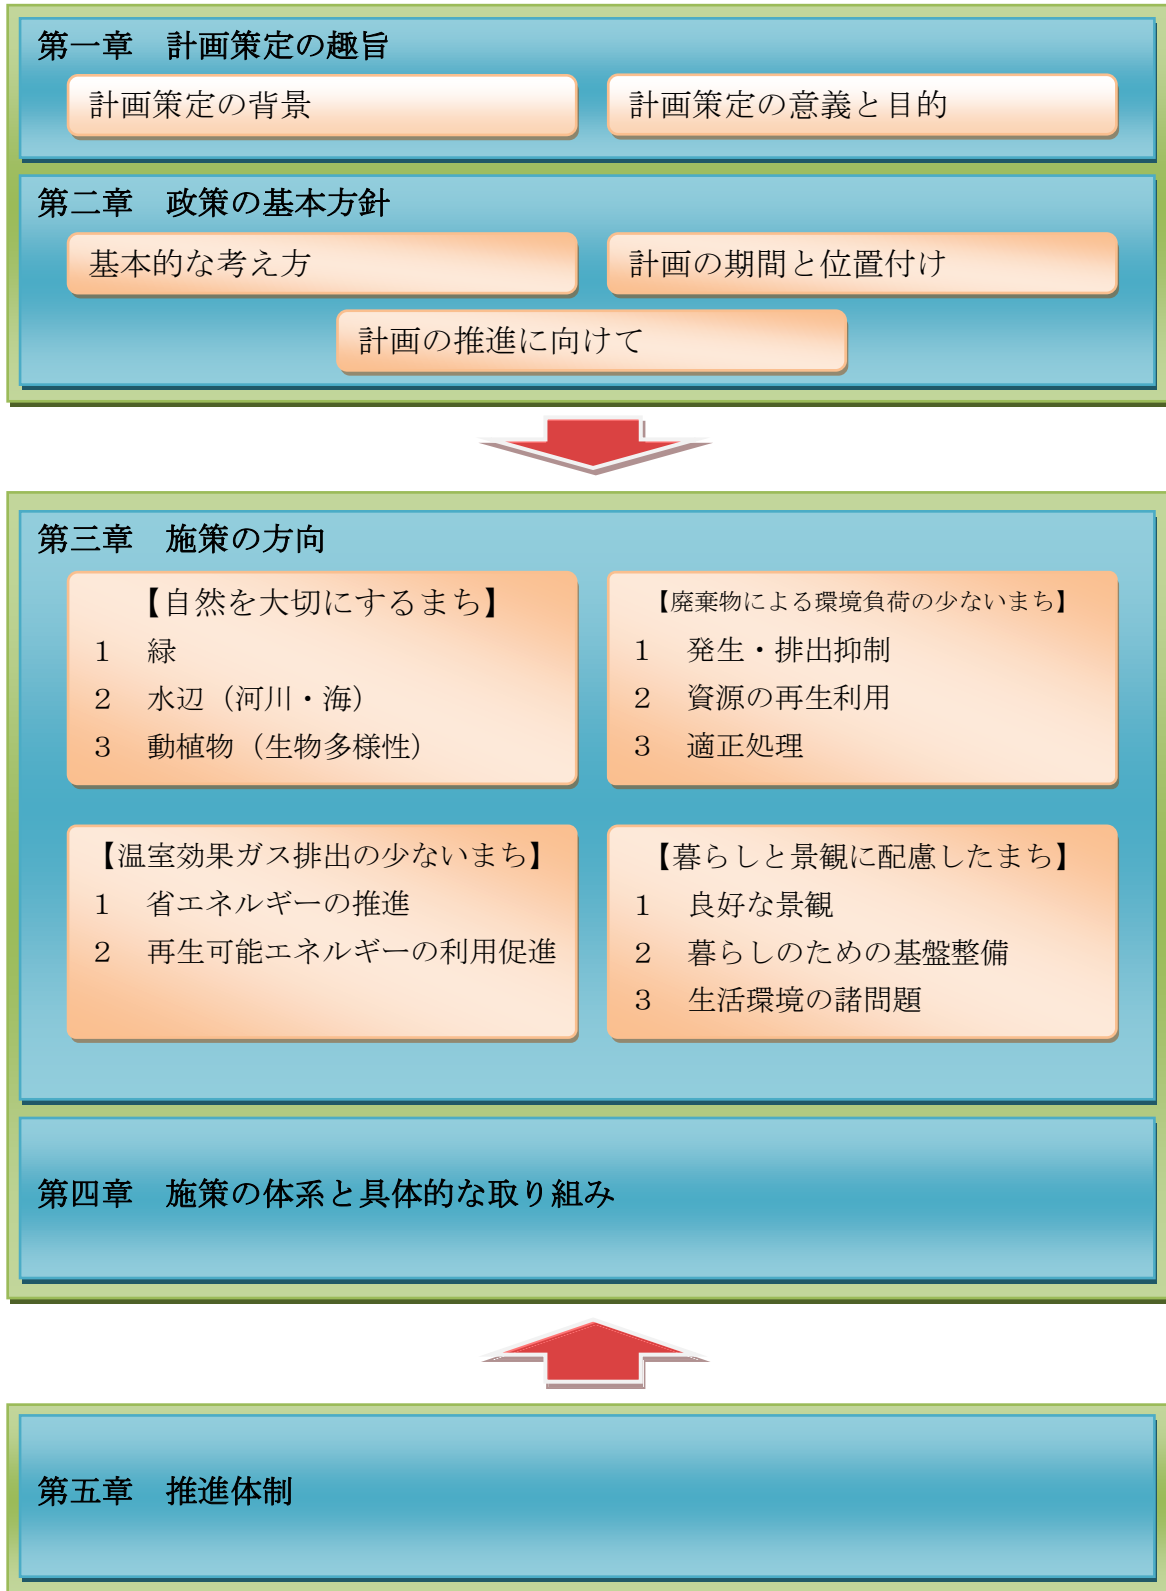 第一章　計画策定の趣旨
計画策定の背景
計画策定の意義と目的
第二章　政策の基本方針
基本的な考え方
計画の期間と位置付け
計画の推進に向けて
第三章　施策の方向
【自然を大切にするまち】
１　緑
２　水辺（河川・海）
３　動植物（生物多様性）
【廃棄物による環境負荷の少ないまち】
１　発生・排出抑制
２　資源の再生利用
３　適正処理
【温室効果ガス排出の少ないまち】
１　省エネルギーの推進
２　再生可能エネルギーの利用促進
【暮らしと景観に配慮したまち】
１　良好な景観
２　暮らしのための基盤整備
３　生活環境の諸問題
第四章　施策の体系と具体的な取り組み
第五章　推進体制